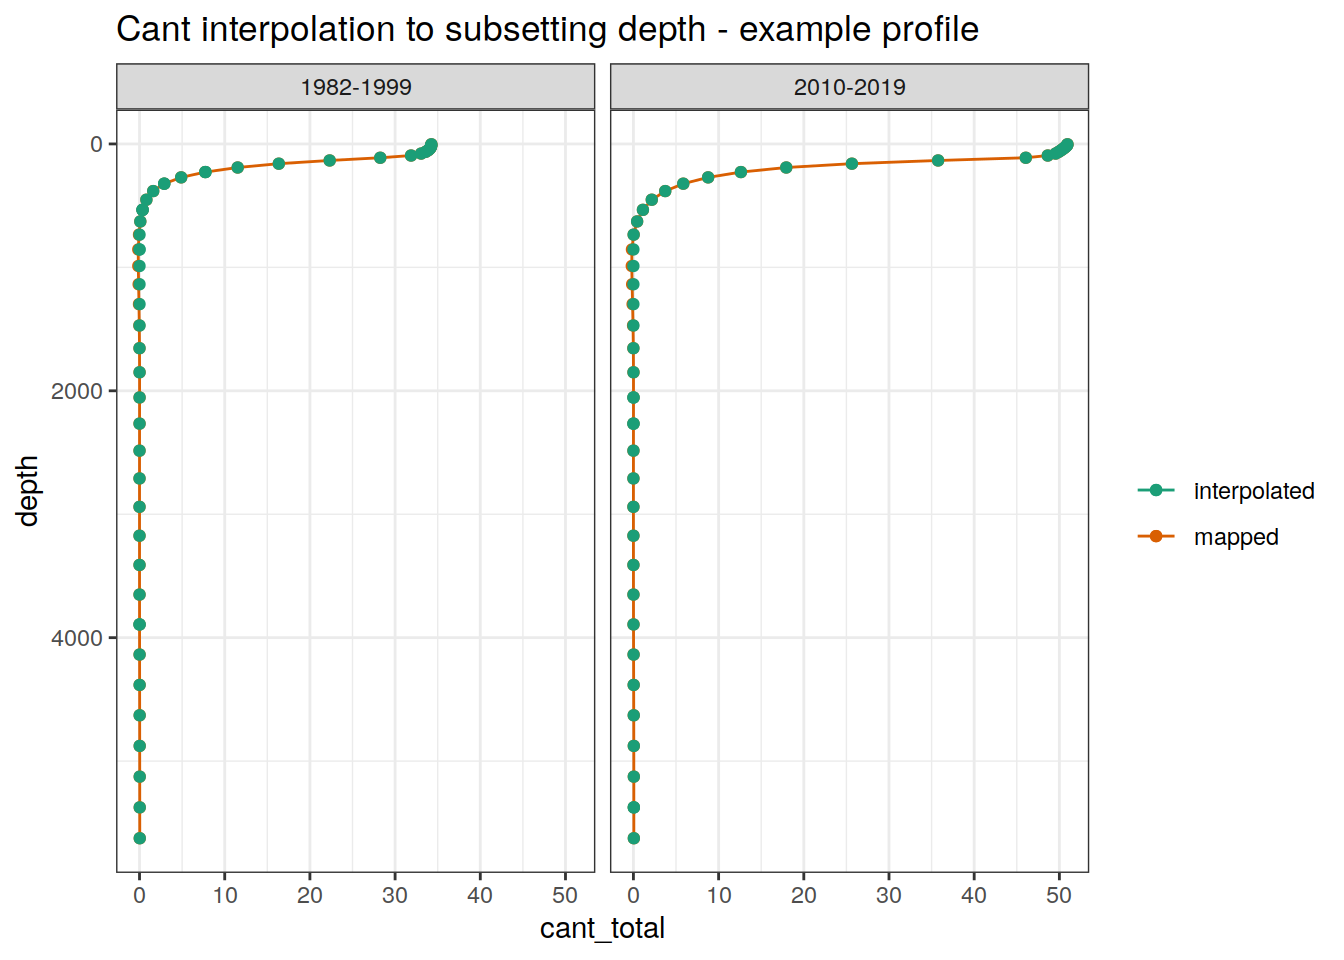 Cant interpolation to subsetting depth - example profile
1982-1999
2010-2019
0
2000
4000
depth
interpolated
mapped
0 10 20 30 40 50
0 10 20 30 40 50
cant_total